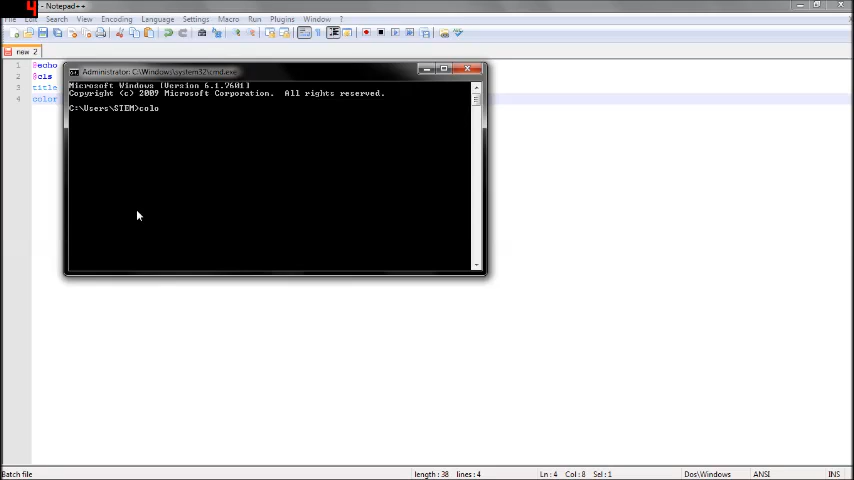 4
- Notepad++
File Edit Search View Encoding Language Settings Macro Run Plugins Window ?
new 2
1 @echo
2 @cls
3 title
4 color
Administrator: C:\Windows\system32\cmd.exe
Microsoft Windows [Version 6.1.7601]
Copyright (c) 2009 Microsoft Corporation. All rights reserved.
C:\Users\STEM>colo
Batch file length : 38 lines : 4 Ln : 4 Col : 8 Sel : 1 Dos\Windows ANSI INS